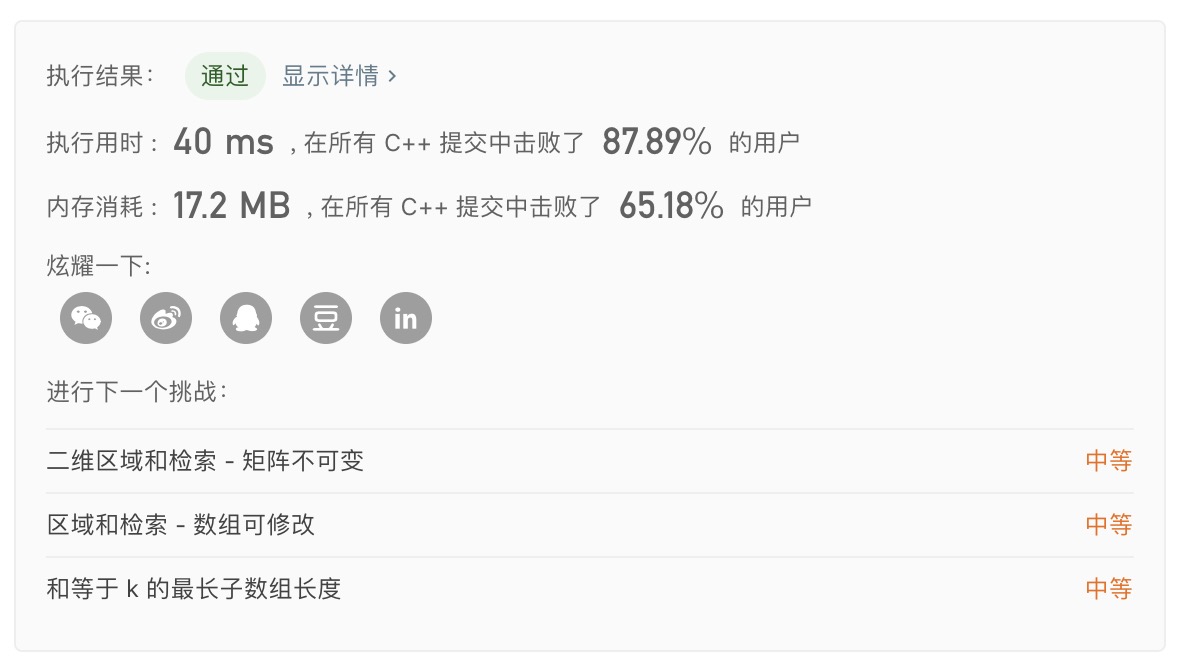 执行结果： 通过 显示详情 >
执行用时 : 40 ms , 在所有 C++ 提交中击败了 87.89% 的用户
内存消耗 : 17.2 MB , 在所有 C++ 提交中击败了 65.18% 的用户
炫耀一下:
豆 in
进行下一个挑战：
二维区域和检索 - 矩阵不可变 中等
区域和检索 - 数组可修改 中等
和等于 k 的最长子数组长度 中等